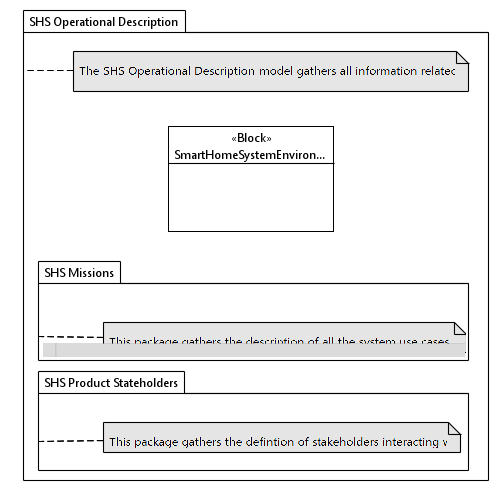 SHS Operational Description
The SHS Operational Description model gathers all information related
«Block»
SmartHomeSystemEnviron...
SHS Missions
This package gathers the description of all the system use cases
SHS Product Stateholders
This package gathers the defintion of stakeholders interacting